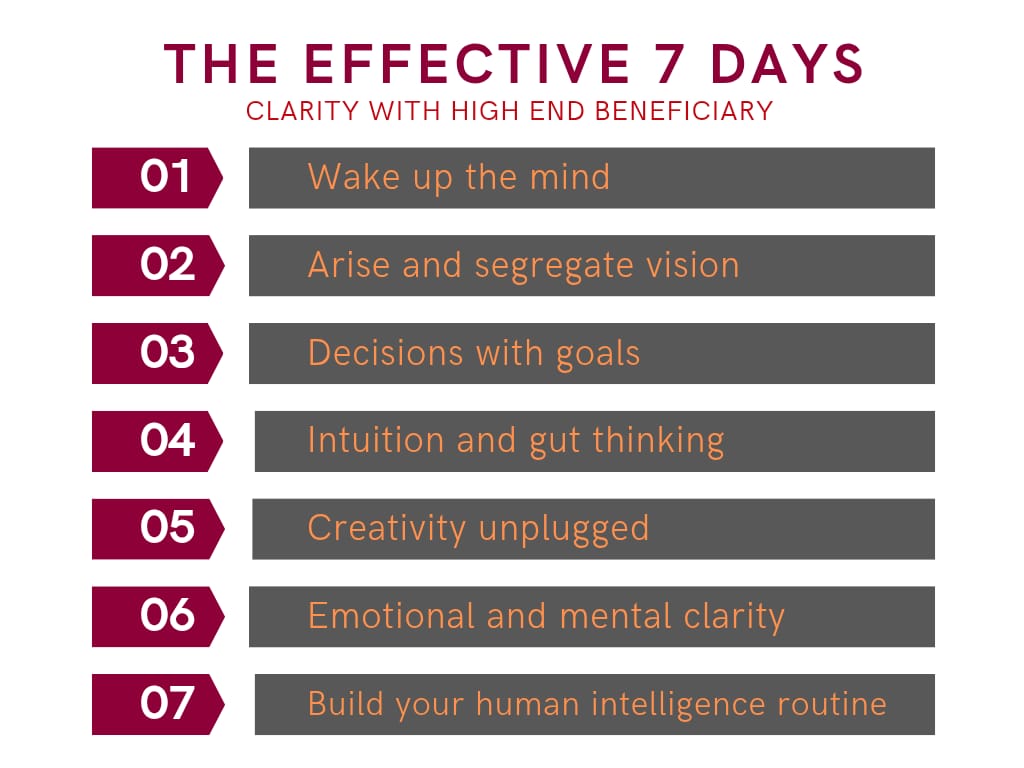 THE EFFECTIVE 7 DAYS
CLARITY WITH HIGH END BENEFICIARY
01 Wake up the mind
02 Arise and segregate vision
03 Decisions with goals
04 Intuition and gut thinking
05 Creativity unplugged
06 Emotional and mental clarity
07 Build your human intelligence routine